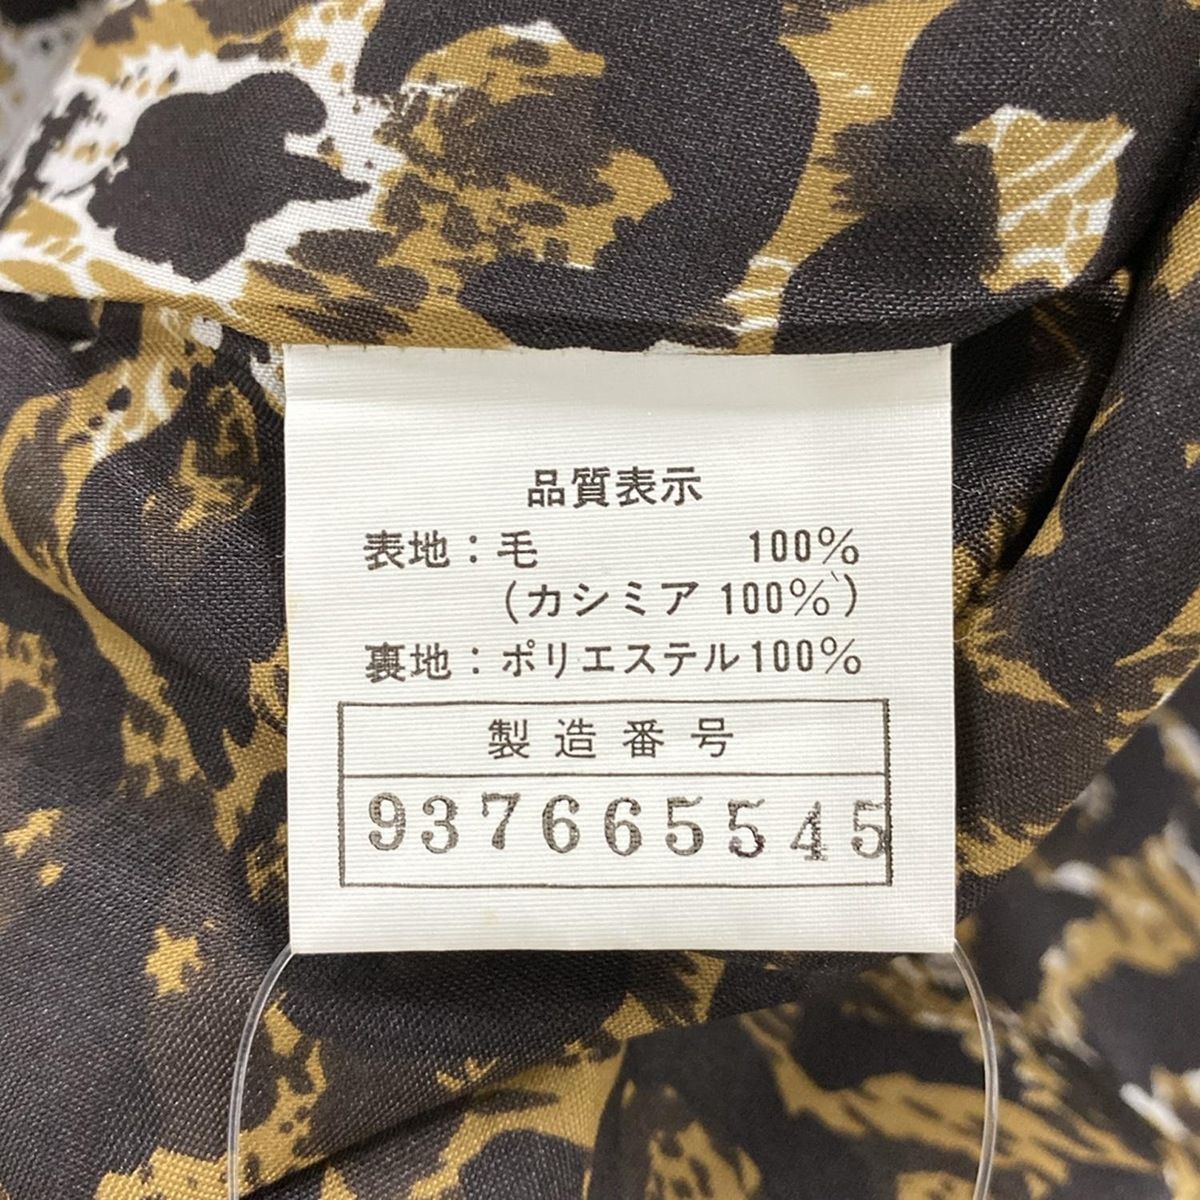 品質表示
表地：毛 100%
(カシミア 100%)
裏地：ポリエステル100%
製造番号
937665545